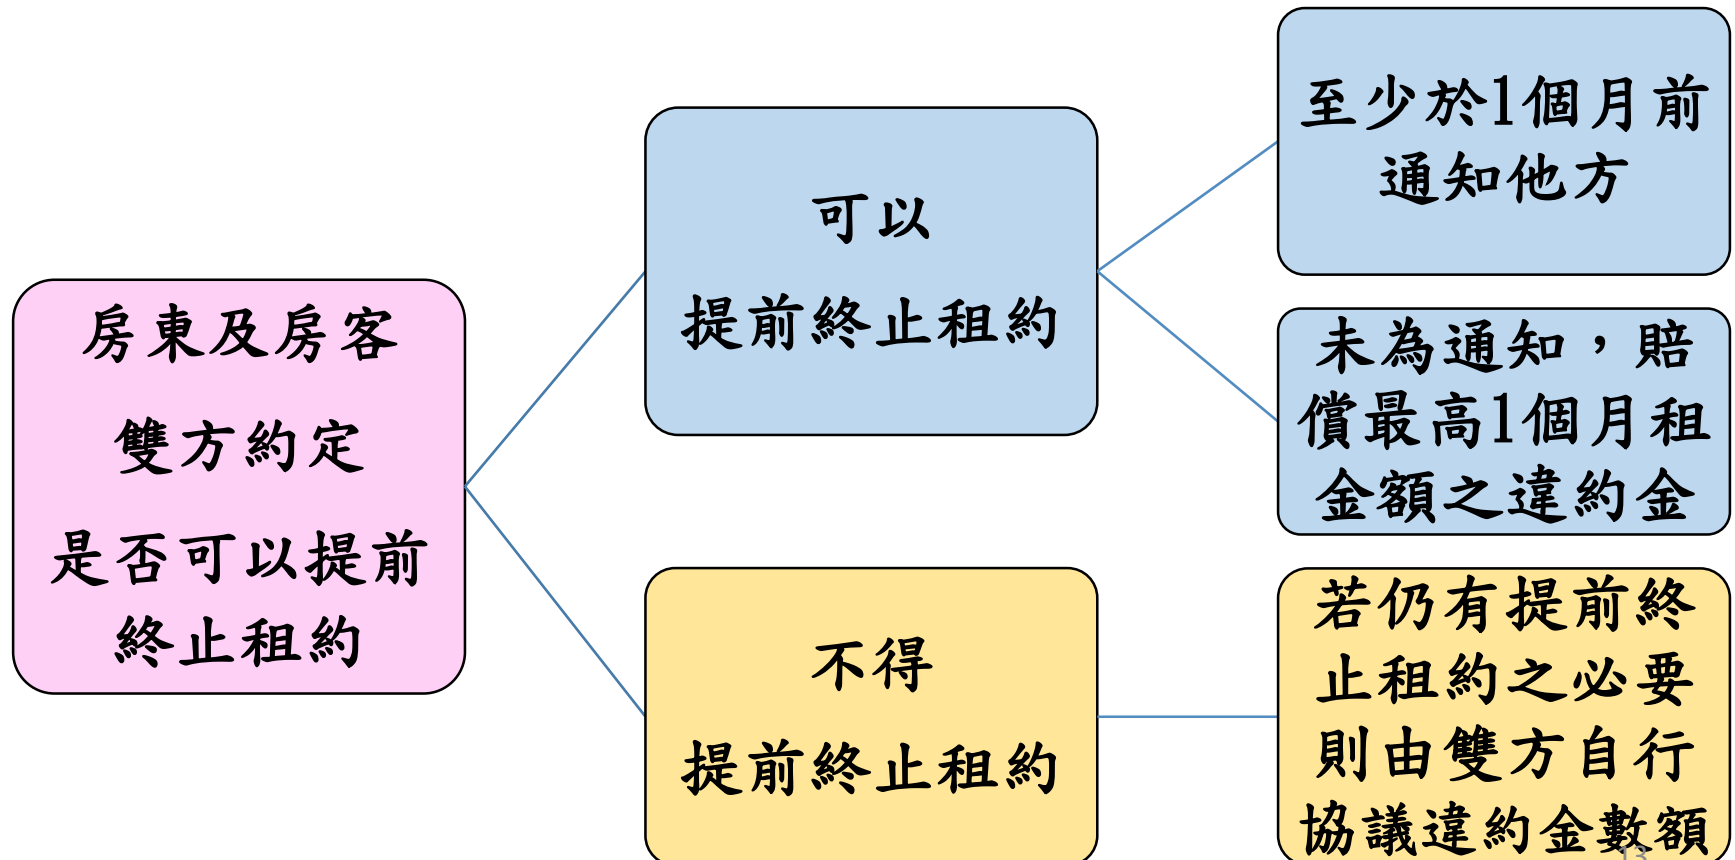 房東及房客
雙方約定
是否可以提前
終止租約
可以
提前終止租約
至少於1個月前
通知他方
未為通知，賠
償最高1個月租
金額之違約金
不得
提前終止租約
若仍有提前終
止租約之必要
則由雙方自行
協議違約金數額
13